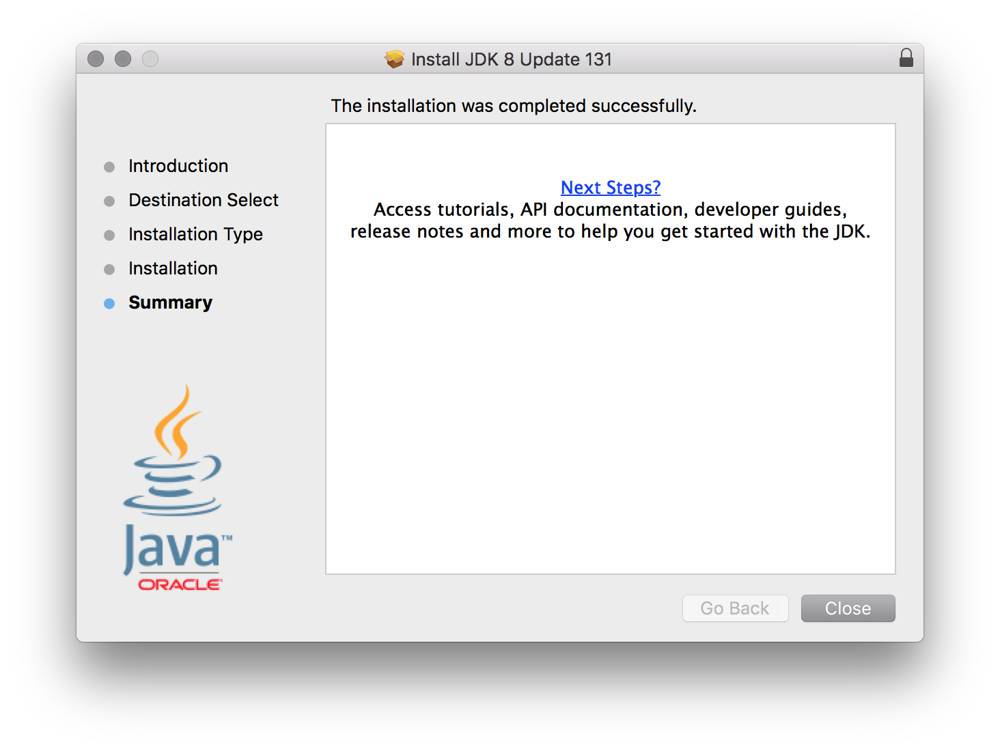 Install JDK 8 Update 131
The installation was completed successfully.
Introduction
Destination Select
Installation Type
Installation
Summary
Next Steps?
Access tutorials, API documentation, developer guides,
release notes and more to help you get started with the JDK.
Java™
ORACLE
Go Back
Close